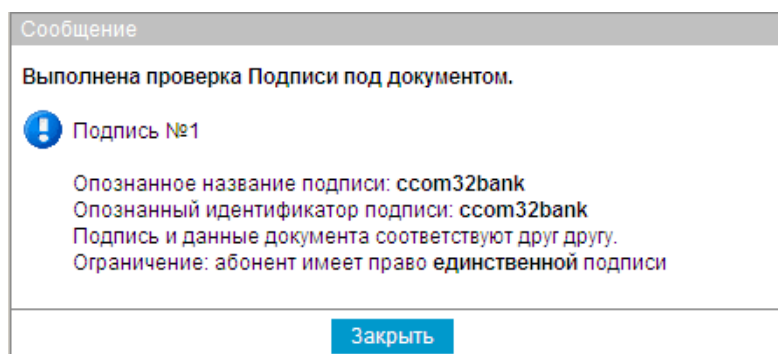 Сообщение
Выполнена проверка Подписи под документом.
Подпись №1
Опознанное название подписи: ccom32bank
Опознанный идентификатор подписи: ccom32bank
Подпись и данные документа соответствуют друг другу.
Ограничение: абонент имеет право единственной подписи
Закрыть